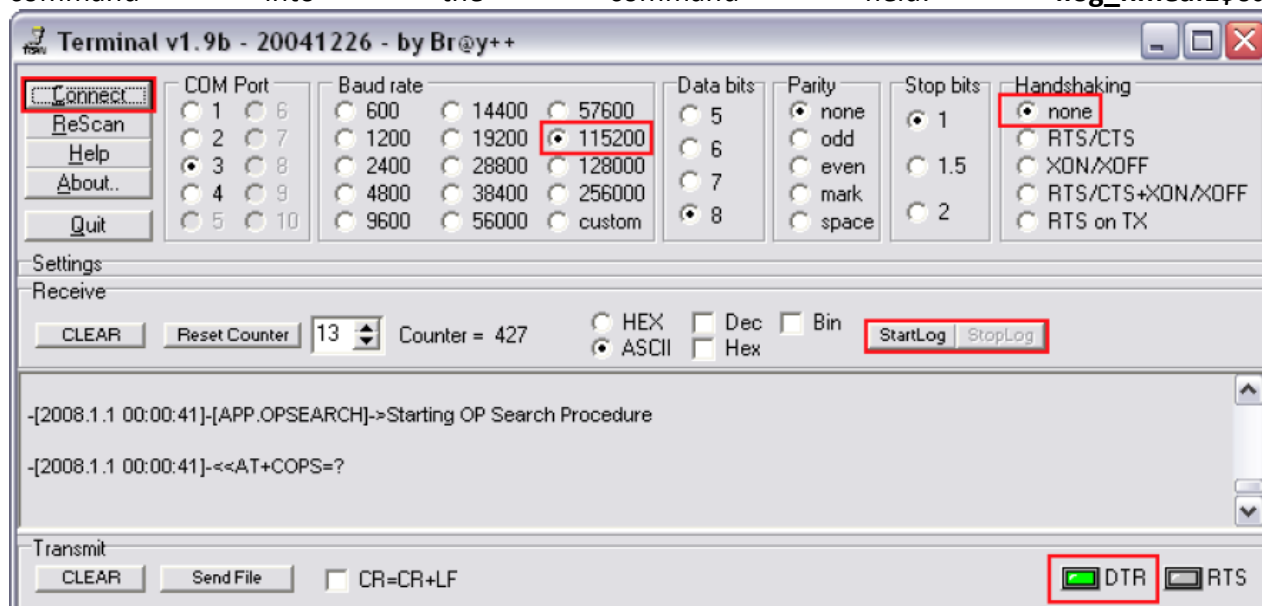 command into the command
Terminal v1.9b - 20041226 - by Br@y++
Connect
ReScan
Help
About..
Quit
COM Port
1 6
2 7
3 8
4 9
5 10
Baud rate
600 14400 57600
1200 19200 115200
2400 28800 128000
4800 38400 256000
9600 56000 custom
Data bits
5
6
7
8
Parity
none
odd
even
mark
space
Stop bits
1
1.5
2
Handshaking
none
RTS/CTS
XON/XOFF
RTS/CTS+XON/XOFF
RTS on TX
Settings
Receive
CLEAR Reset Counter 13 Counter = 427
HEX Dec Bin
ASCII Hex
StartLog StopLog
-[2008.1.1 00:00:41]-[APP.OPSEARCH]->Starting OP Search Procedure
-[2008.1.1 00:00:41]-<<AT+COPS=?
Transmit
CLEAR Send File CR=CR+LF DTR RTS